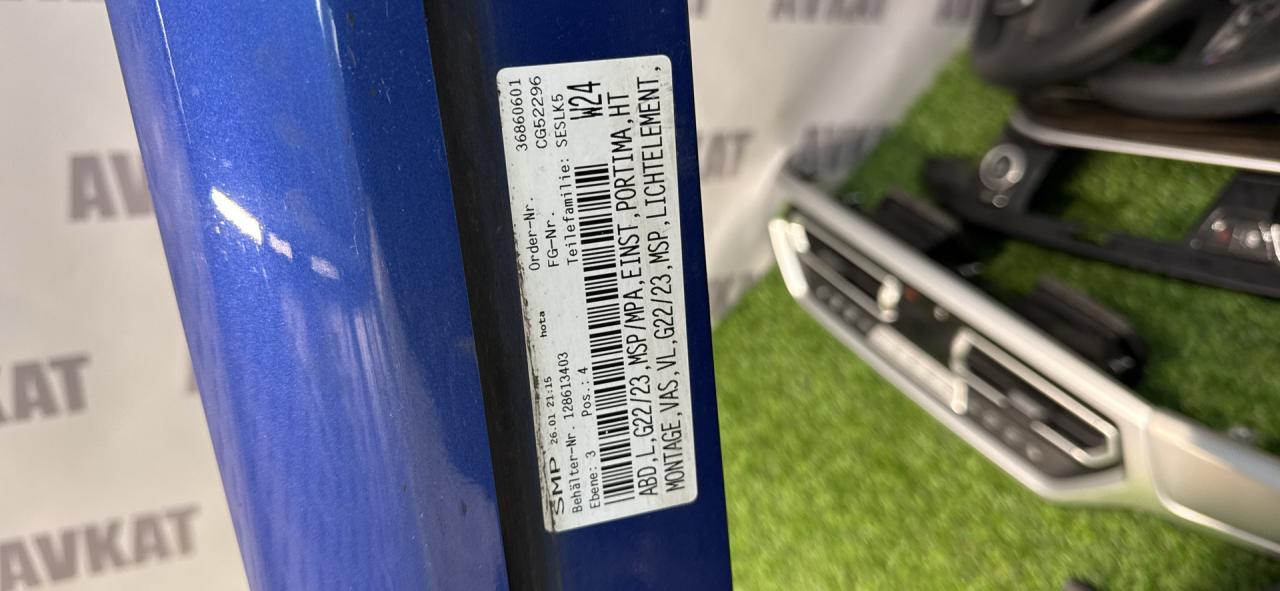 SMP 26.01 21:15 hota Order-Nr. 36860601
Behälter-Nr. 128613403 FG-Nr. CG52296
Ebene: 3 Pos.: 4 Teilefamilie: SESLK5
W24
ABD,L,G22/23,MSP/MPA,EINST,PORTIMA,HT
MONTAGE,VAS,VL,G22/23,MSP,LICHTELEMENT,
AVKAT
AVKAT
AVKAT